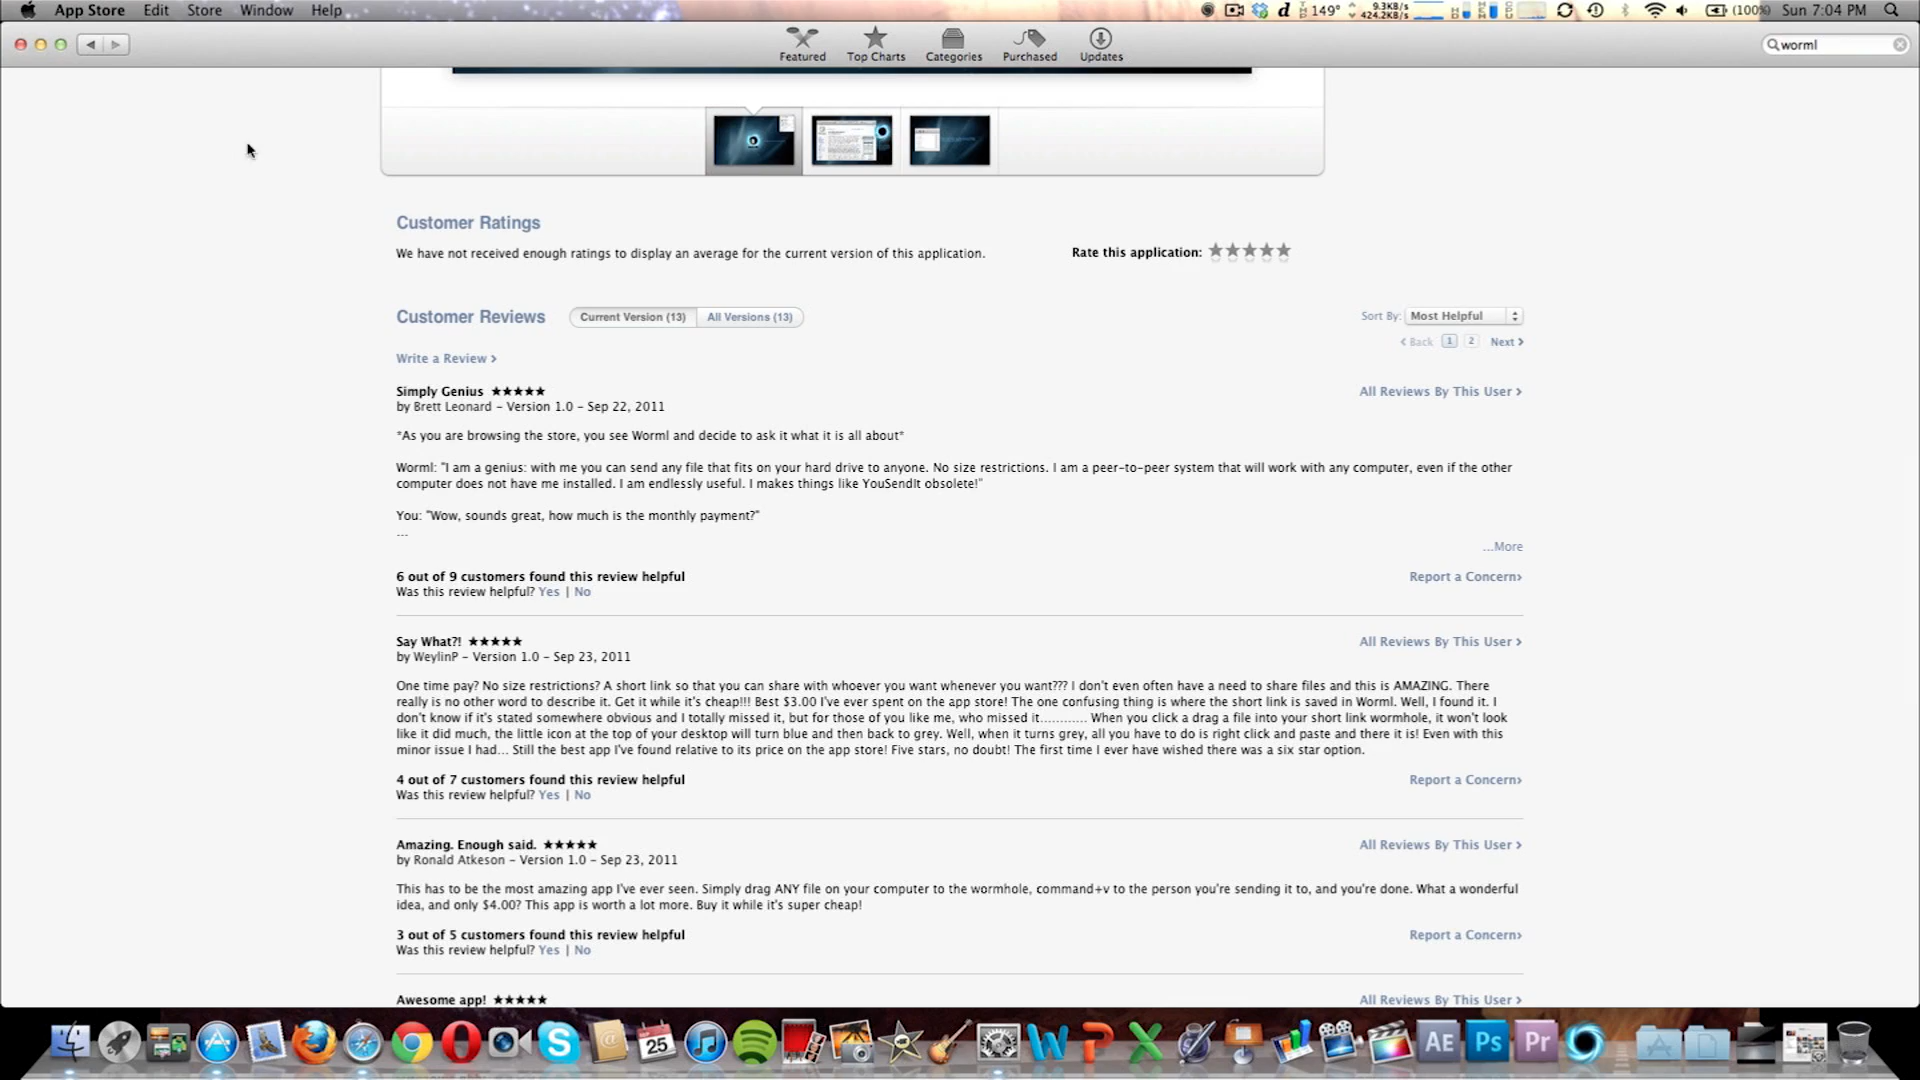 App Store Edit Store Window Help
149° 9.3KB/s 424.2KB/s (100%) Sun 7:04 PM
Featured Top Charts Categories Purchased Updates
worml
Customer Ratings
We have not received enough ratings to display an average for the current version of this application.
Rate this application: ★★★★★
Customer Reviews Current Version (13) All Versions (13)
Sort By: Most Helpful
‹ Back 1 2 Next ›
Write a Review ›
Simply Genius ★★★★★ All Reviews By This User ›
by Brett Leonard – Version 1.0 – Sep 22, 2011
*As you are browsing the store, you see Worml and decide to ask it what it is all about*
Worml: "I am a genius: with me you can send any file that fits on your hard drive to anyone. No size restrictions. I am a peer-to-peer system that will work with any computer, even if the other
computer does not have me installed. I am endlessly useful. I makes things like YouSendIt obsolete!"
You: "Wow, sounds great, how much is the monthly payment?"
...
...More
6 out of 9 customers found this review helpful Report a Concern›
Was this review helpful? Yes | No
Say What?! ★★★★★ All Reviews By This User ›
by WeylinP – Version 1.0 – Sep 23, 2011
One time pay? No size restrictions? A short link so that you can share with whoever you want whenever you want??? I don't even often have a need to share files and this is AMAZING. There
really is no other word to describe it. Get it while it's cheap!!! Best $3.00 I've ever spent on the app store! The one confusing thing is where the short link is saved in Worml. Well, I found it. I
don't know if it's stated somewhere obvious and I totally missed it, but for those of you like me, who missed it............ When you click a drag a file into your short link wormhole, it won't look
like it did much, the little icon at the top of your desktop will turn blue and then back to grey. Well, when it turns grey, all you have to do is right click and paste and there it is! Even with this
minor issue I had... Still the best app I've found relative to its price on the app store! Five stars, no doubt! The first time I ever have wished there was a six star option.
4 out of 7 customers found this review helpful Report a Concern›
Was this review helpful? Yes | No
Amazing. Enough said. ★★★★★ All Reviews By This User ›
by Ronald Atkeson – Version 1.0 – Sep 23, 2011
This has to be the most amazing app I've ever seen. Simply drag ANY file on your computer to the wormhole, command+v to the person you're sending it to, and you're done. What a wonderful
idea, and only $4.00? This app is worth a lot more. Buy it while it's super cheap!
3 out of 5 customers found this review helpful Report a Concern›
Was this review helpful? Yes | No
Awesome app! ★★★★★ All Reviews By This User ›
25 AE Ps Pr